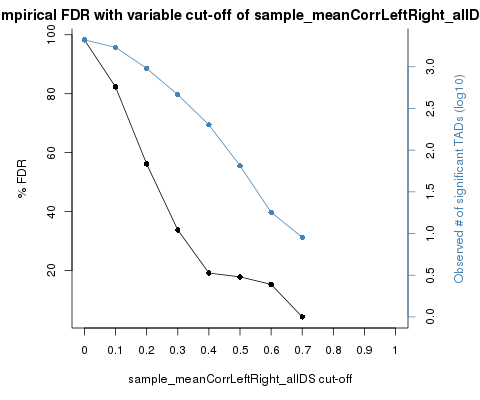 mpirical FDR with variable cut-off of sample_meanCorrLeftRight_allD
% FDR
100
80
60
40
20
3.0
2.5
2.0
1.5
1.0
0.5
0.0
Observed # of significant TADs (log10)
0 0.1 0.2 0.3 0.4 0.5 0.6 0.7 0.8 0.9 1
sample_meanCorrLeftRight_allDS cut-off